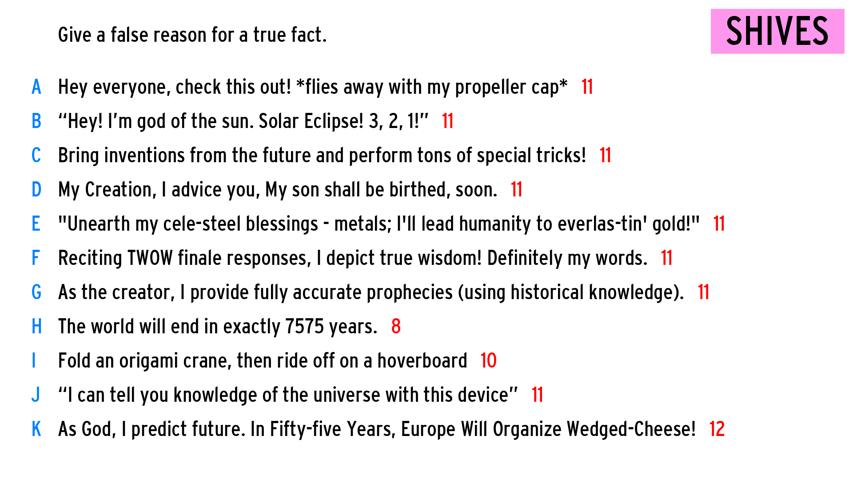 Give a false reason for a true fact.
SHIVES
A Hey everyone, check this out! *flies away with my propeller cap* 11
B “Hey! I’m god of the sun. Solar Eclipse! 3, 2, 1!” 11
C Bring inventions from the future and perform tons of special tricks! 11
D My Creation, I advice you, My son shall be birthed, soon. 11
E "Unearth my cele-steel blessings - metals; I'll lead humanity to everlas-tin' gold!" 11
F Reciting TWOW finale responses, I depict true wisdom! Definitely my words. 11
G As the creator, I provide fully accurate prophecies (using historical knowledge). 11
H The world will end in exactly 7575 years. 8
I Fold an origami crane, then ride off on a hoverboard 10
J “I can tell you knowledge of the universe with this device” 11
K As God, I predict future. In Fifty-five Years, Europe Will Organize Wedged-Cheese! 12